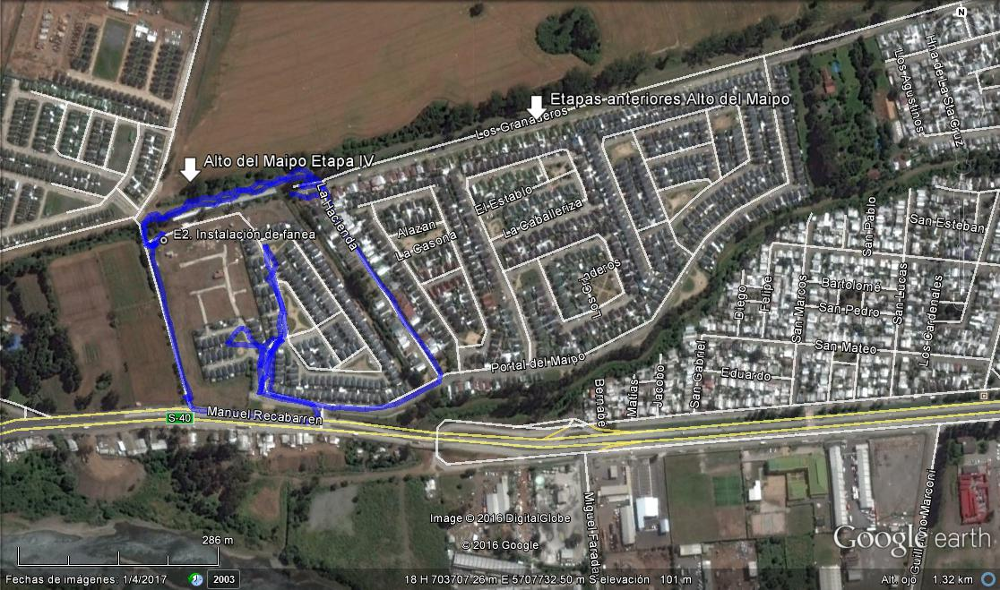 N
Hna de La Sta Cruz
Los Agustinos
Etapas anteriores Alto del Maipo
Los Granaderos
Alto del Maipo Etapa IV
La Hacienda
El Establo
La Caballeriza
Alazan
La Casona
E2. Instalación de fanea
San Pablo
San Esteban
San Marcos
Bartolomé
San Lucas
Diego
Felipe
San Pedro
Los Cardenales
San Mateo
Portal del Maipo
San Gabriel
Eduardo
Jacobo
Matias
Bernabé
S-40
Manuel Recabarren
Miguel Faraday
Guillermo Marconi
Image © 2016 DigitalGlobe
© 2016 Google
Google earth
286 m
Fechas de imágenes: 1/4/2017
2003
18 H 703707.26 m E 5707732.50 m S elevación 101 m
Alt. ojo 1.32 km